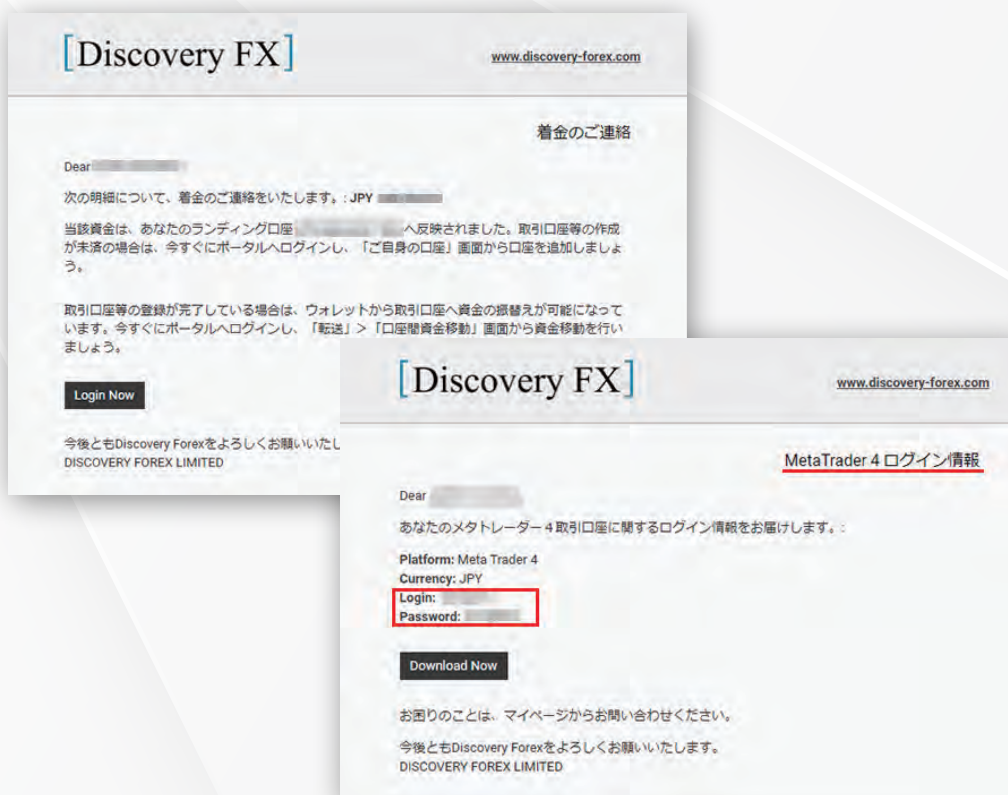 [Discovery FX]
www.discovery-forex.com
着金のご連絡
Dear
次の明細について、着金のご連絡をいたします。: JPY
当該資金は、あなたのランディング口座 へ反映されました。取引口座等の作成
が未済の場合は、今すぐにポータルへログインし、「ご自身の口座」画面から口座を追加しましょ
う。
取引口座等の登録が完了している場合は、ウォレットから取引口座へ資金の振替えが可能になって
います。今すぐにポータルへログインし、「転送」>「口座間資金移動」画面から資金移動を行い
ましょう。
Login Now
今後ともDiscovery Forexをよろしくお願いいたし
DISCOVERY FOREX LIMITED
[Discovery FX]
www.discovery-forex.com
MetaTrader 4 ログイン情報
Dear
あなたのメタトレーダー４取引口座に関するログイン情報をお届けします。:
Platform: Meta Trader 4
Currency: JPY
Login:
Password:
Download Now
お困りのことは、マイページからお問い合わせください。
今後ともDiscovery Forexをよろしくお願いいたします。
DISCOVERY FOREX LIMITED